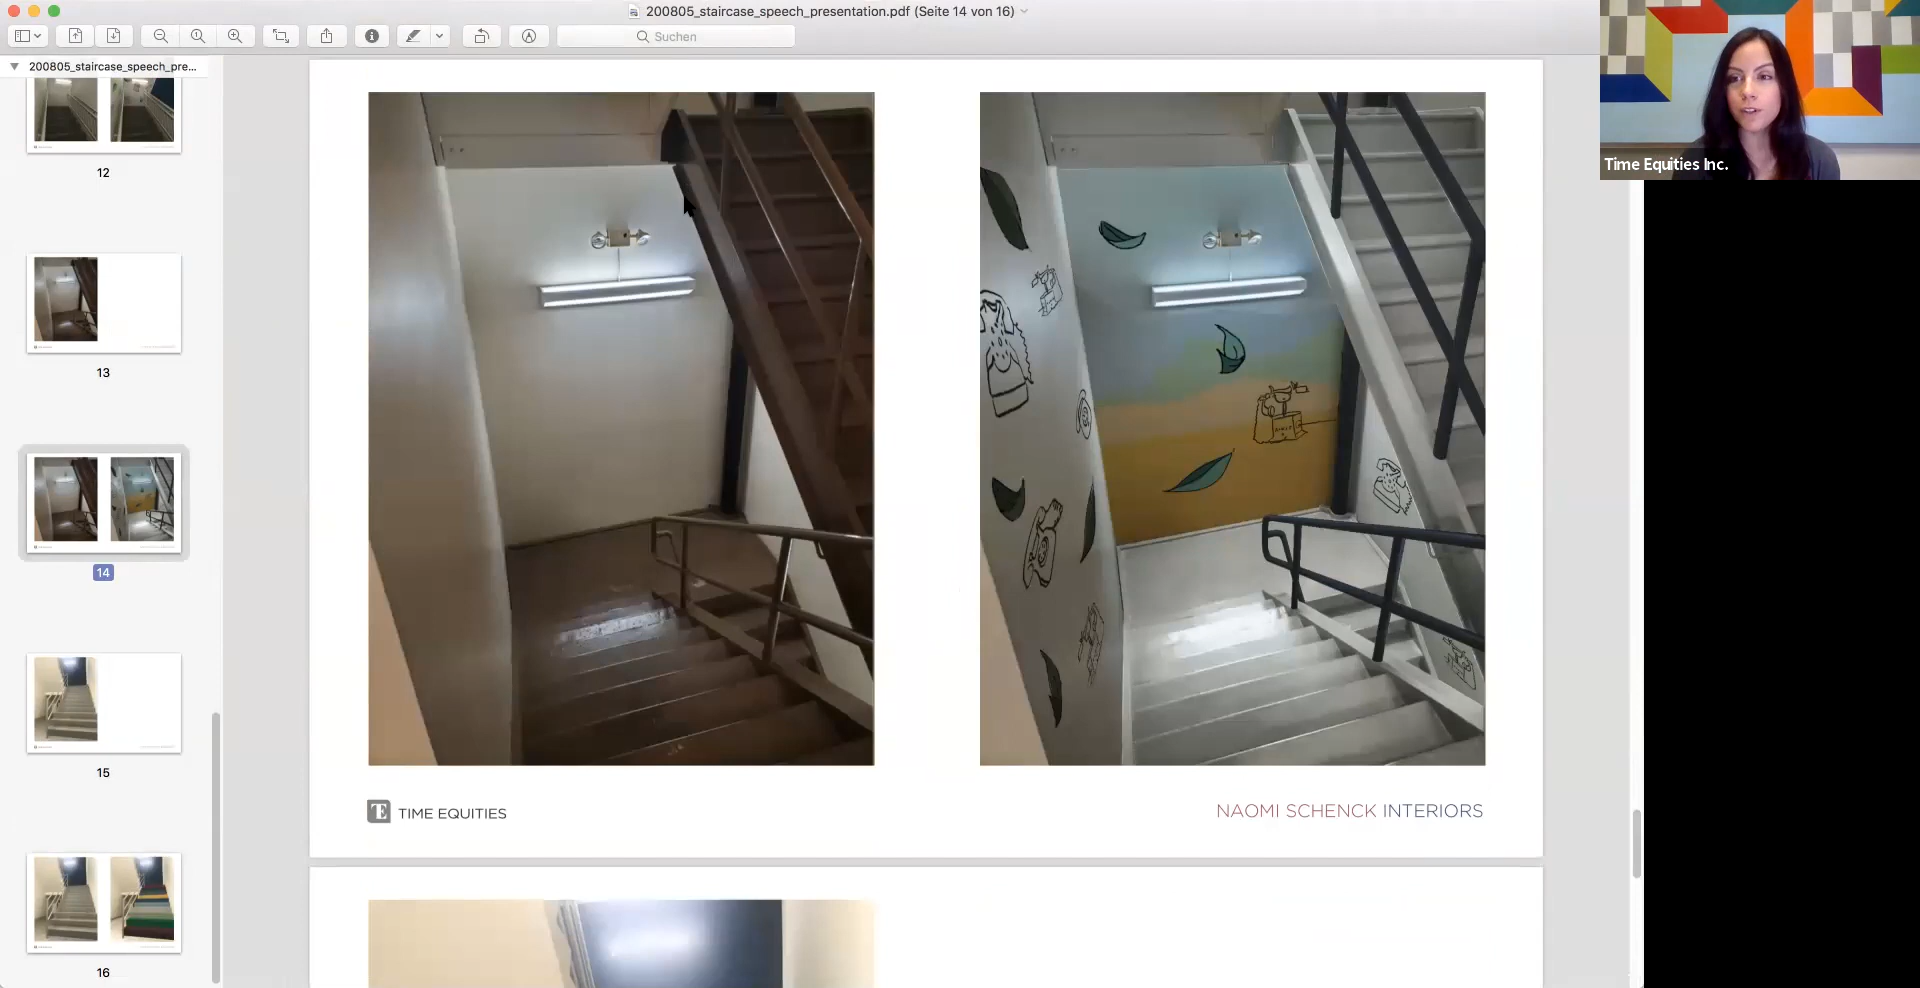 200805_staircase_speech_presentation.pdf (Seite 14 von 16)
Suchen
200805_staircase_speech_pre...
12
13
14
15
16
TIME EQUITIES
NAOMI SCHENCK INTERIORS
Time Equities Inc.